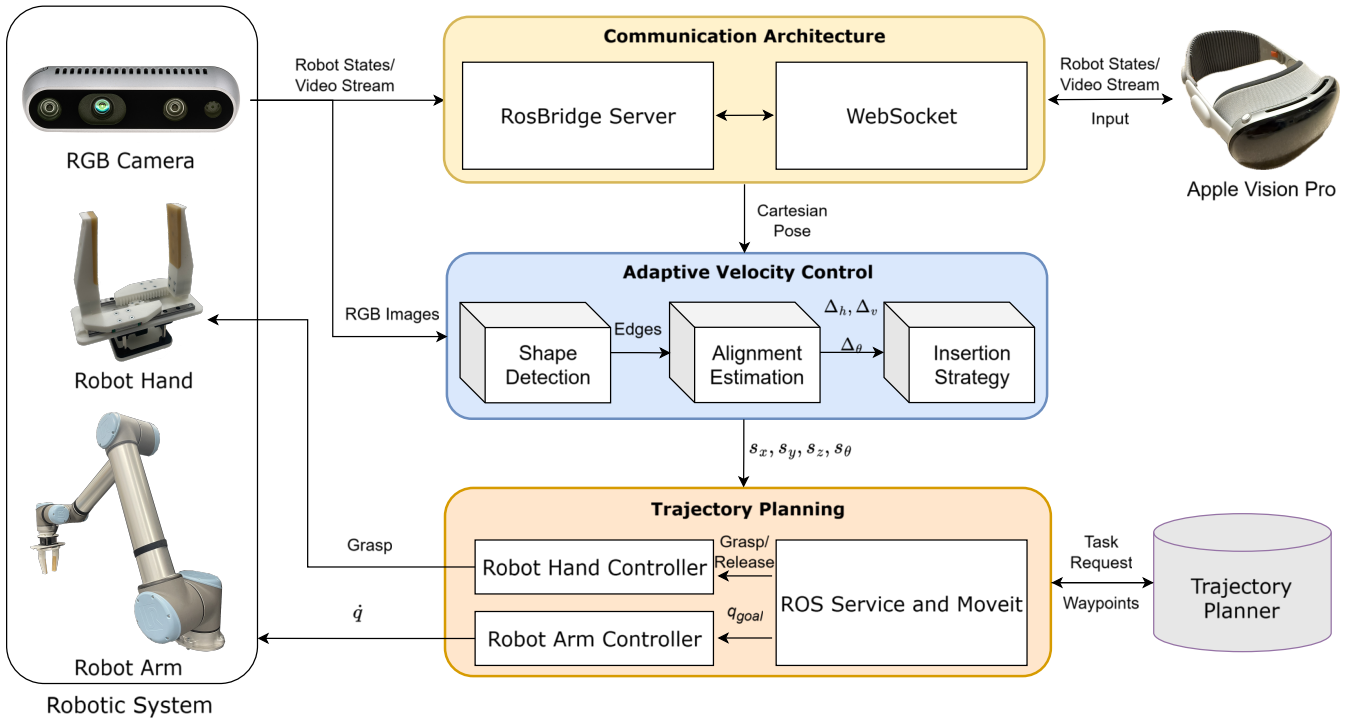 Communication Architecture
Robot States/
Video Stream
RosBridge Server
WebSocket
Robot States/
Video Stream
Input
RGB Camera
Apple Vision Pro
Cartesian
Pose
Adaptive Velocity Control
RGB Images
Shape
Detection
Edges
Alignment
Estimation
Δ_h, Δ_v
Δ_θ
Insertion
Strategy
Robot Hand
s_x, s_y, s_z, s_θ
Trajectory Planning
Grasp
Robot Hand Controller
Grasp/
Release
ROS Service and Moveit
q̇
Robot Arm Controller
q_goal
Task
Request
Waypoints
Trajectory
Planner
Robot Arm
Robotic System